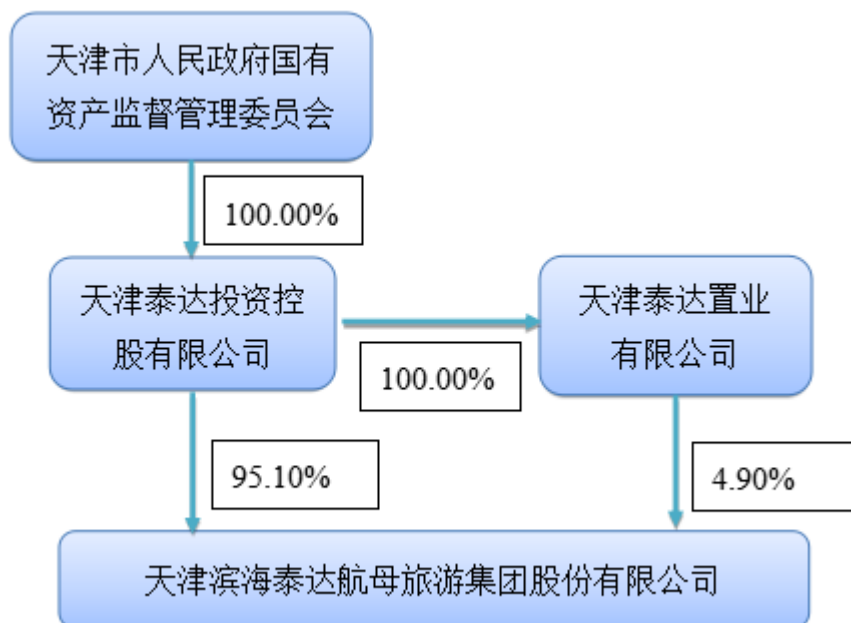 天津市人民政府国有
资产监督管理委员会
100.00%
天津泰达投资控
股有限公司
天津泰达置业
有限公司
100.00%
95.10%
4.90%
天津滨海泰达航母旅游集团股份有限公司